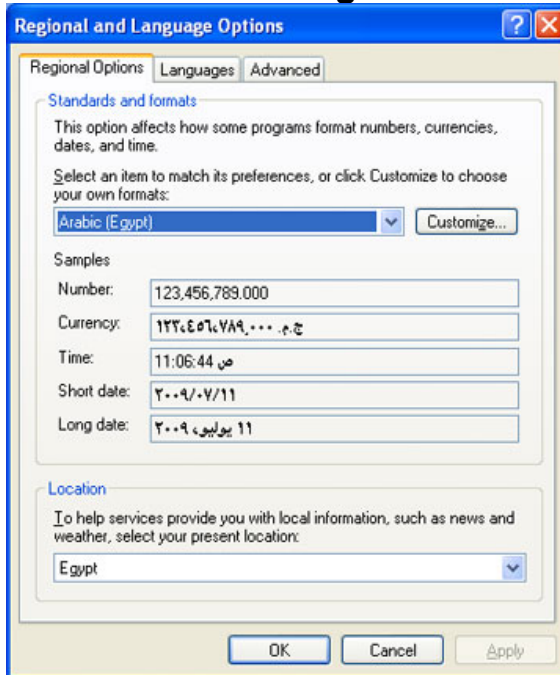 Regional and Language Options
Regional Options Languages Advanced
Standards and formats
This option affects how some programs format numbers, currencies,
dates, and time.
Select an item to match its preferences, or click Customize to choose
your own formats:
Arabic (Egypt) Customize...
Samples
Number: 123,456,789.000
Currency: ج.م. ١٢٣،٤٥٦،٧٨٩,٠٠٠
Time: 11:06:44 ص
Short date: ٢٠٠٩/٠٧/١١
Long date: ١١ يوليو، ٢٠٠٩
Location
To help services provide you with local information, such as news and
weather, select your present location:
Egypt
OK Cancel Apply